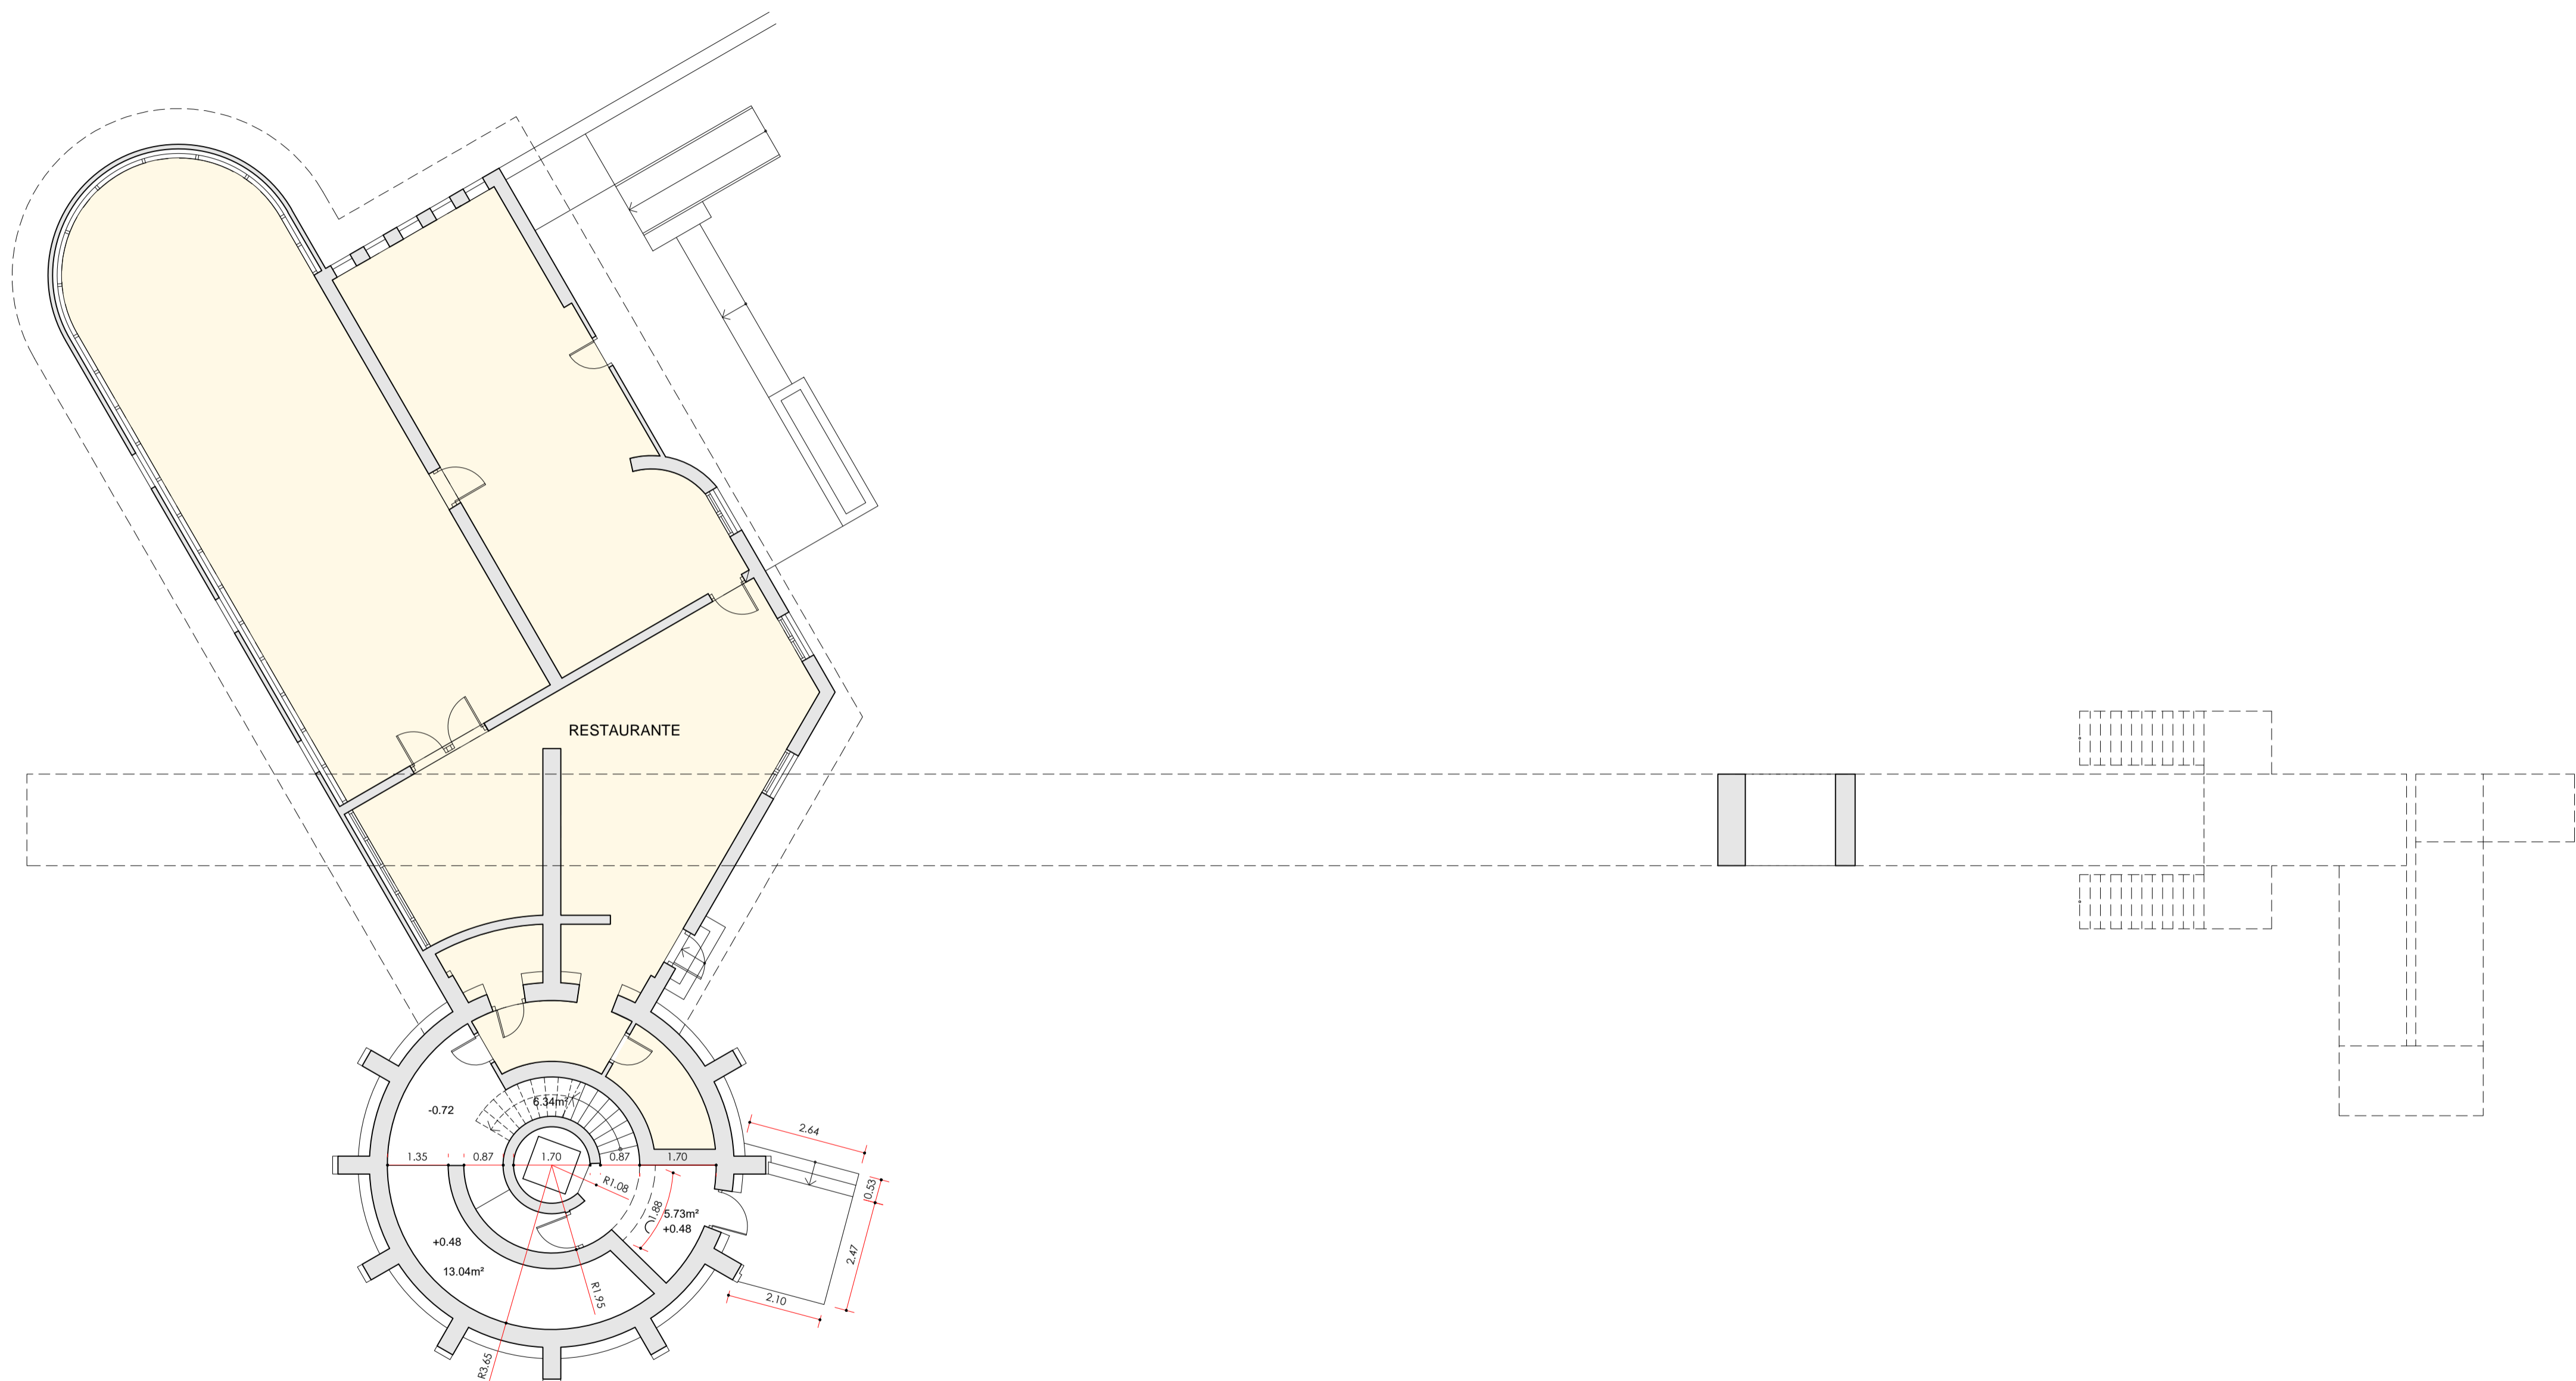 RESTAURANTE
6.34m²
-0.72
2.64
1.35
0.87
1.70
0.87
1.70
R1.08
0.53
1.88
5.73m²
+0.48
+0.48
2.47
13.04m²
R1.95
2.10
R3.65